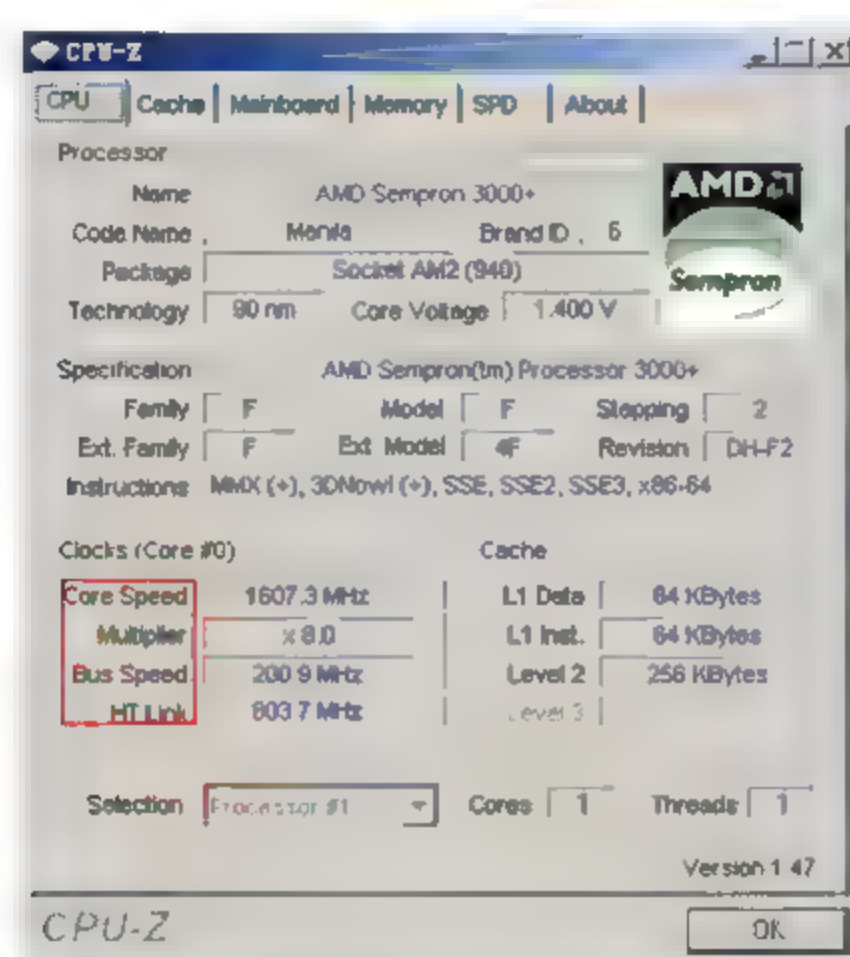 CPU-Z
CPU Cache Mainboard Memory SPD About
Processor
Name AMD Sempron 3000+
Code Name Manila Brand ID 6
Package Socket AM2 (940)
Technology 90 nm Core Voltage 1.400 V
AMD
Sempron
Specification AMD Sempron(tm) Processor 3000+
Family F Model F Stepping 2
Ext. Family F Ext. Model 4F Revision DH-F2
Instructions MMX (+), 3DNow! (+), SSE, SSE2, SSE3, x86-64
Clocks (Core #0) Cache
Core Speed 1607.3 MHz L1 Data 64 KBytes
Multiplier x 8.0 L1 Inst. 64 KBytes
Bus Speed 200.9 MHz Level 2 256 KBytes
HT Link 803.7 MHz Level 3
Selection Processor #1 Cores 1 Threads 1
Version 1.47
CPU-Z OK